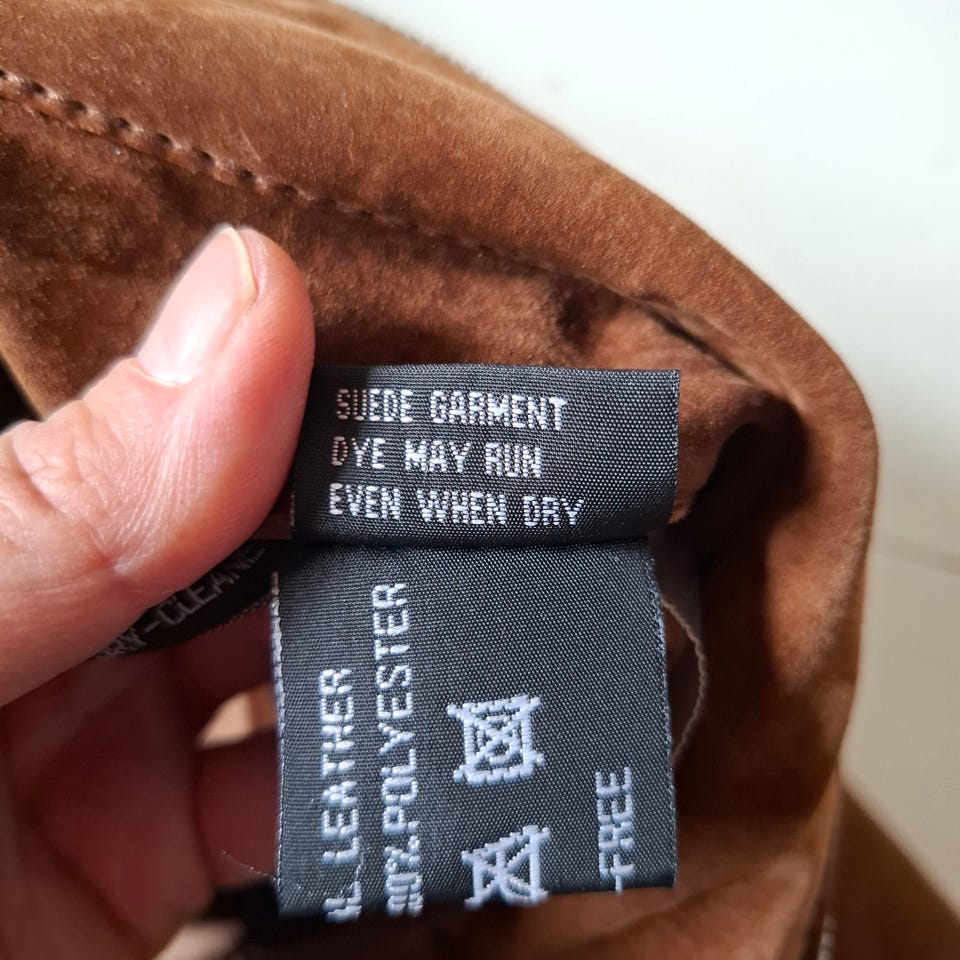 SUEDE GARMENT
DYE MAY RUN
EVEN WHEN DRY
LEATHER
POLYESTER
-FREE